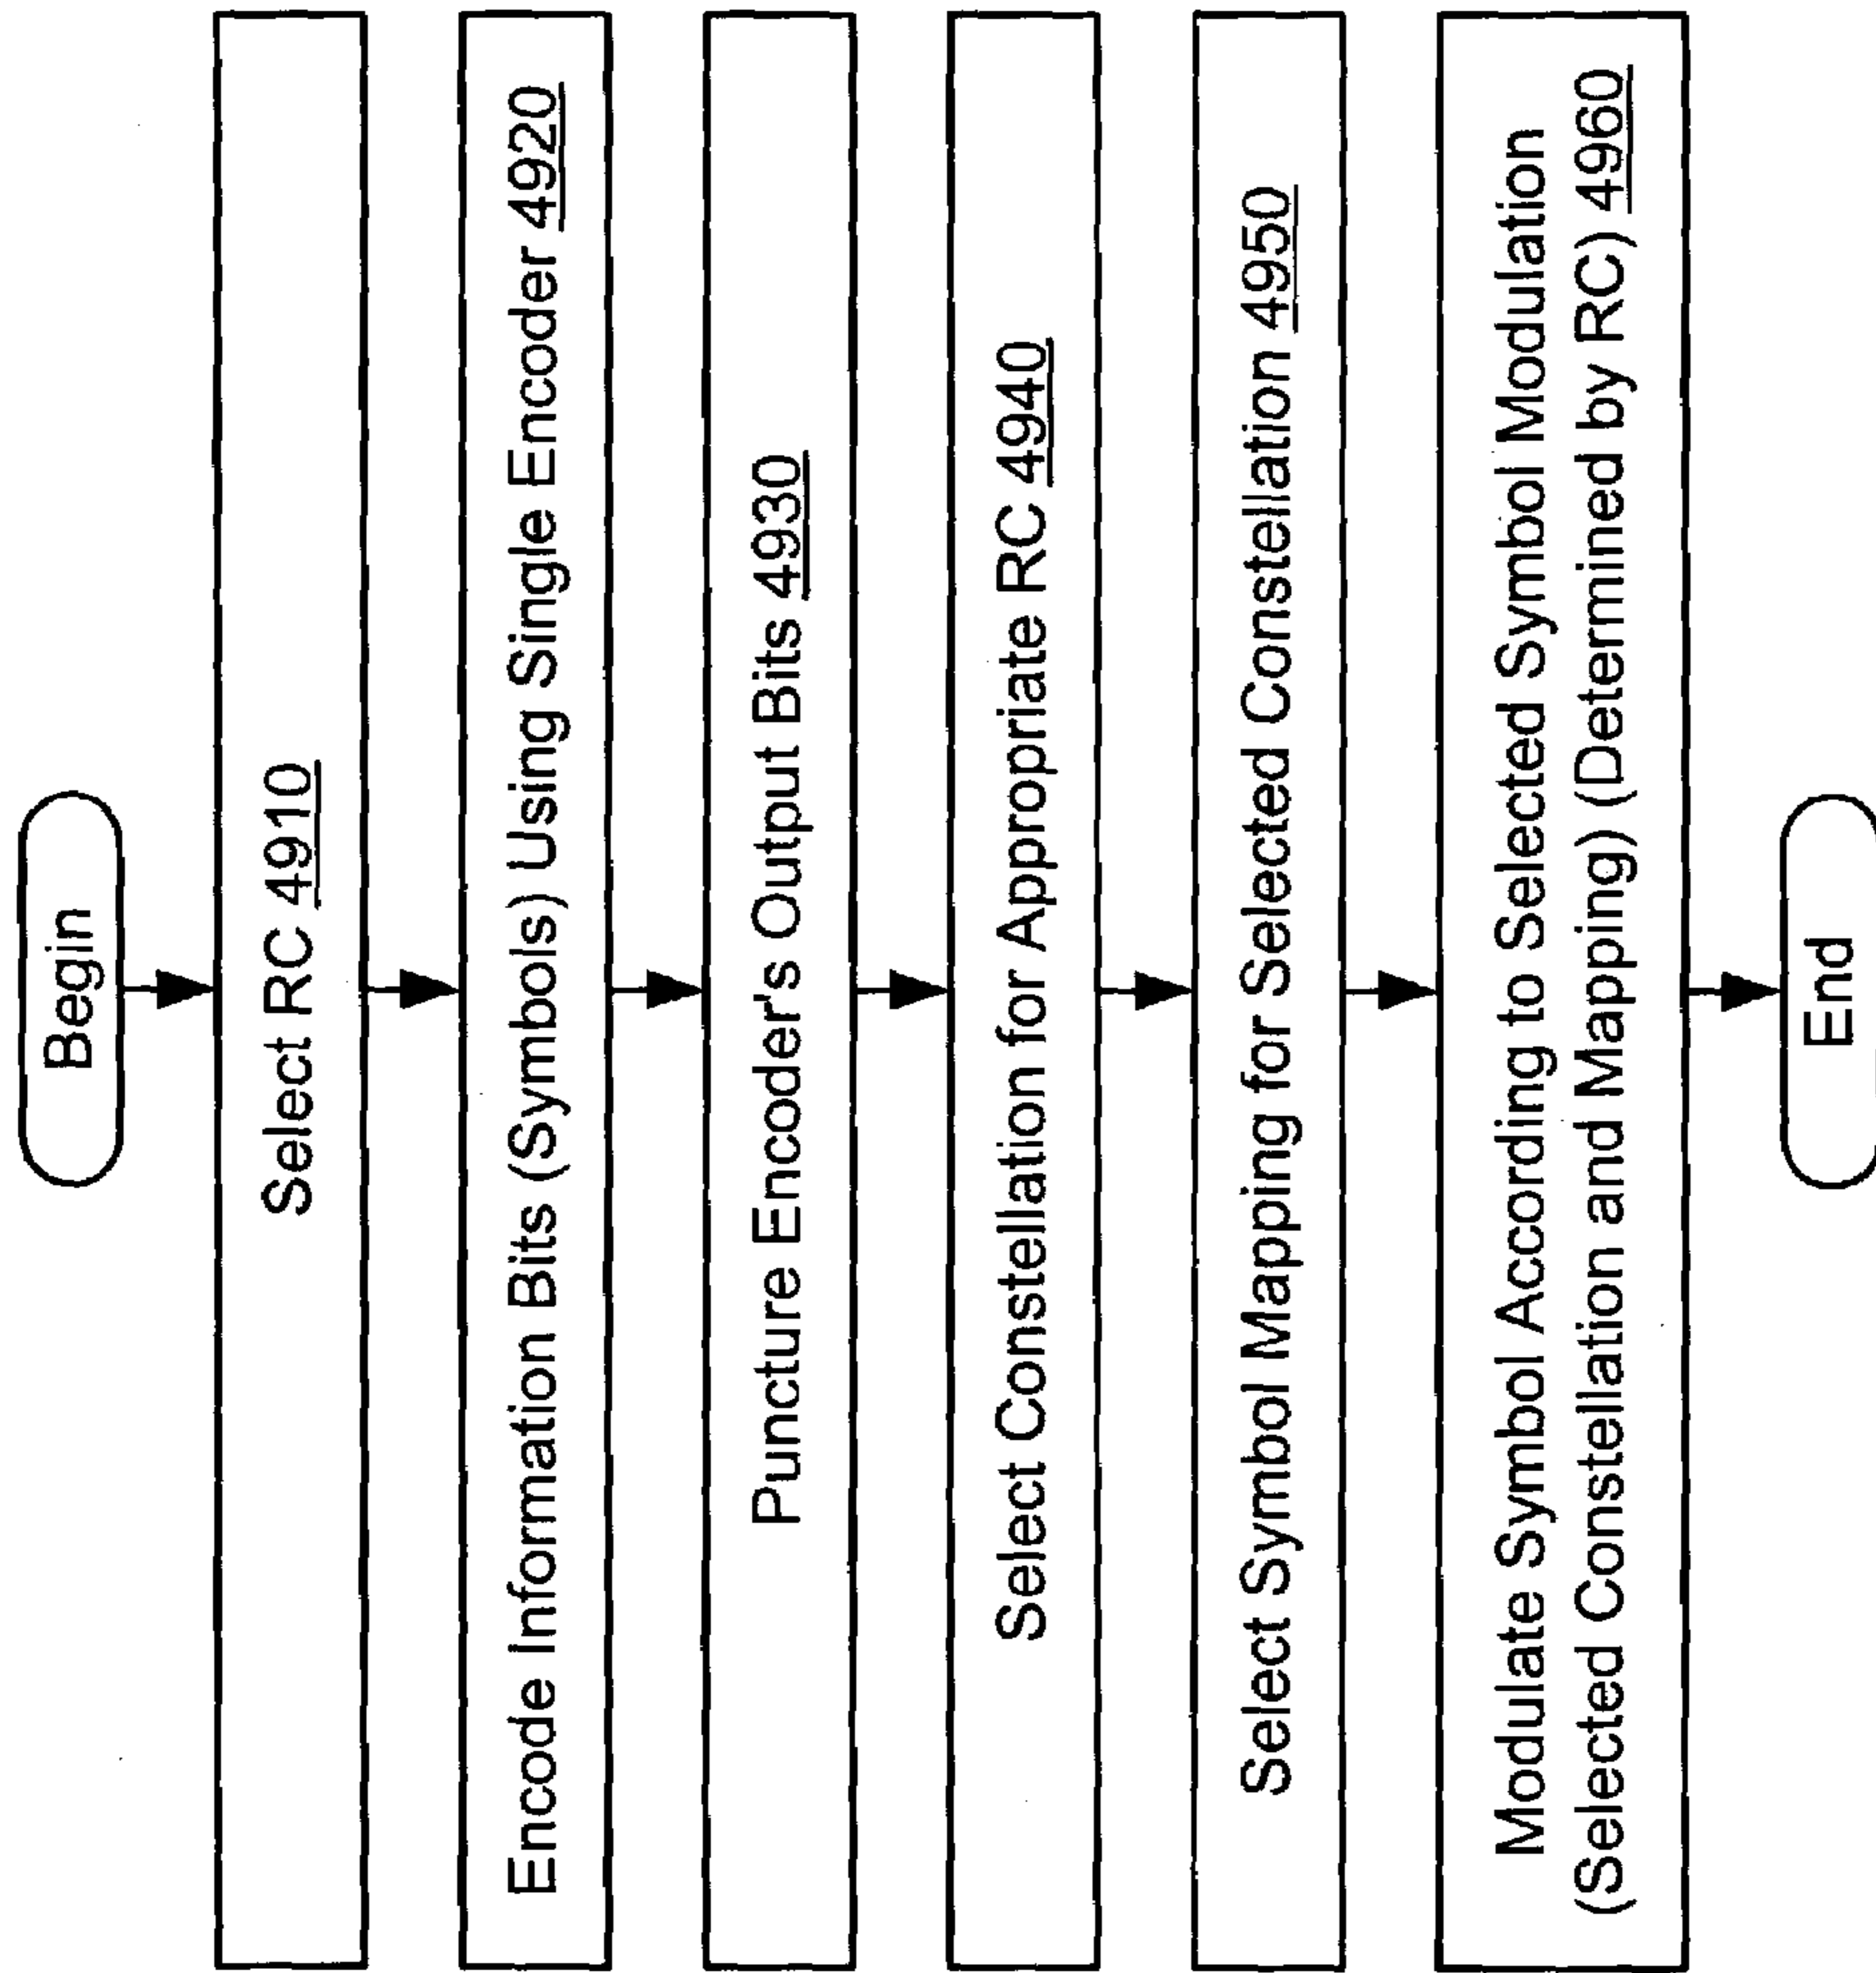 Begin
Select RC 4910
Encode Information Bits (Symbols) Using Single Encoder 4920
Puncture Encoder's Output Bits 4930
Select Constellation for Appropriate RC 4940
Select Symbol Mapping for Selected Constellation 4950
Modulate Symbol According to Selected Symbol Modulation
(Selected Constellation and Mapping) (Determined by RC) 4960
End